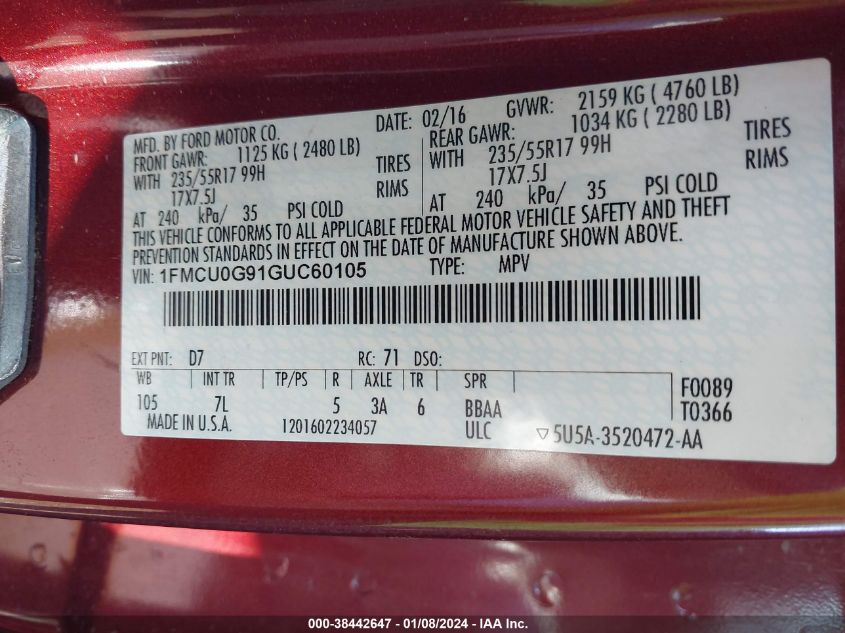 MFD. BY FORD MOTOR CO. DATE: 02/16 GVWR: 2159 KG ( 4760 LB)
FRONT GAWR: 1125 KG ( 2480 LB) REAR GAWR: 1034 KG ( 2280 LB)
WITH 235/55R17 99H TIRES WITH 235/55R17 99H TIRES
17X7.5J RIMS 17X7.5J RIMS
AT 240 kPa/ 35 PSI COLD AT 240 kPa/ 35 PSI COLD
THIS VEHICLE CONFORMS TO ALL APPLICABLE FEDERAL MOTOR VEHICLE SAFETY AND THEFT
PREVENTION STANDARDS IN EFFECT ON THE DATE OF MANUFACTURE SHOWN ABOVE.
VIN: 1FMCU0G91GUC60105 TYPE: MPV
EXT PNT: D7 RC: 71 DSO:
WB INT TR TP/PS R AXLE TR SPR F0089
105 7L 5 3A 6 BBAA T0366
MADE IN U.S.A. 1201602234057 ULC ▽5U5A-3520472-AA
000-38442647 - 01/08/2024 - IAA Inc.